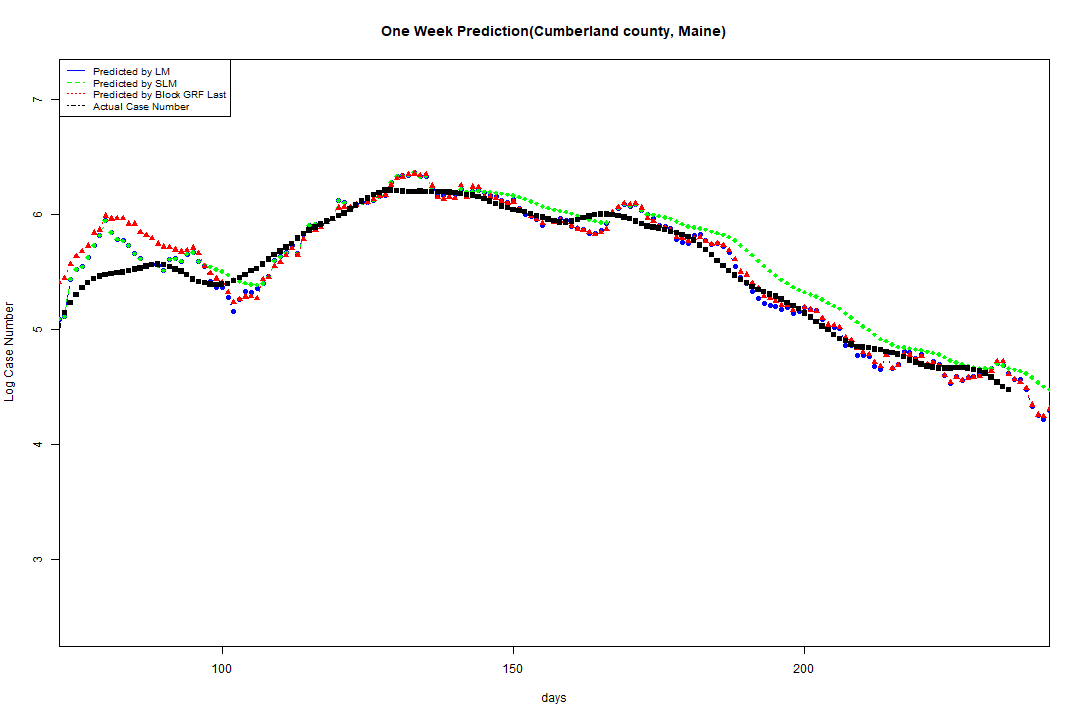 One Week Prediction(Cumberland county, Maine)
Predicted by LM
Predicted by SLM
Predicted by Block GRF Last
Actual Case Number
7
6
5
4
3
Log Case Number
100 150 200
days